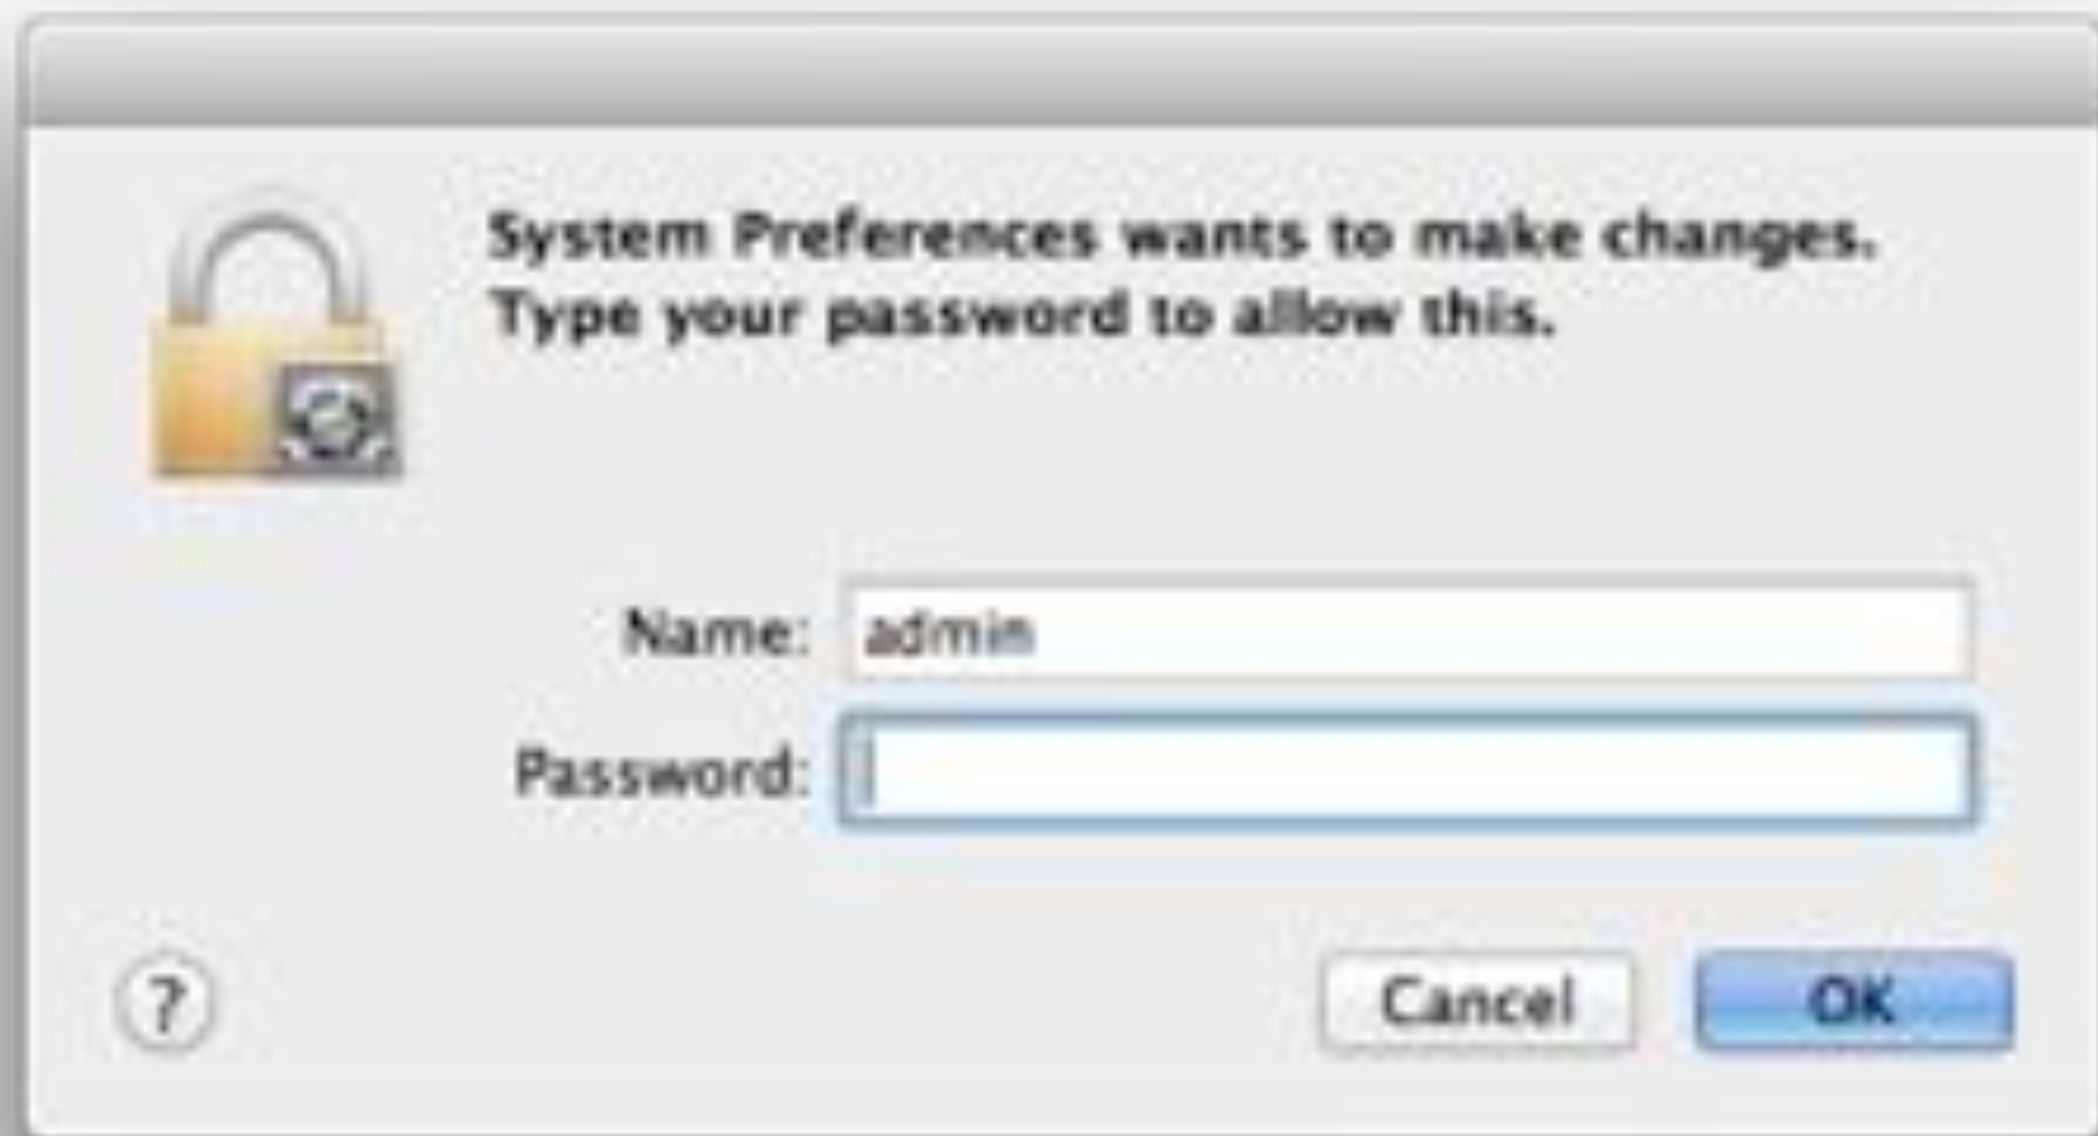 System Preferences wants to make changes.
Type your password to allow this.
Name: admin
Password:
? Cancel OK